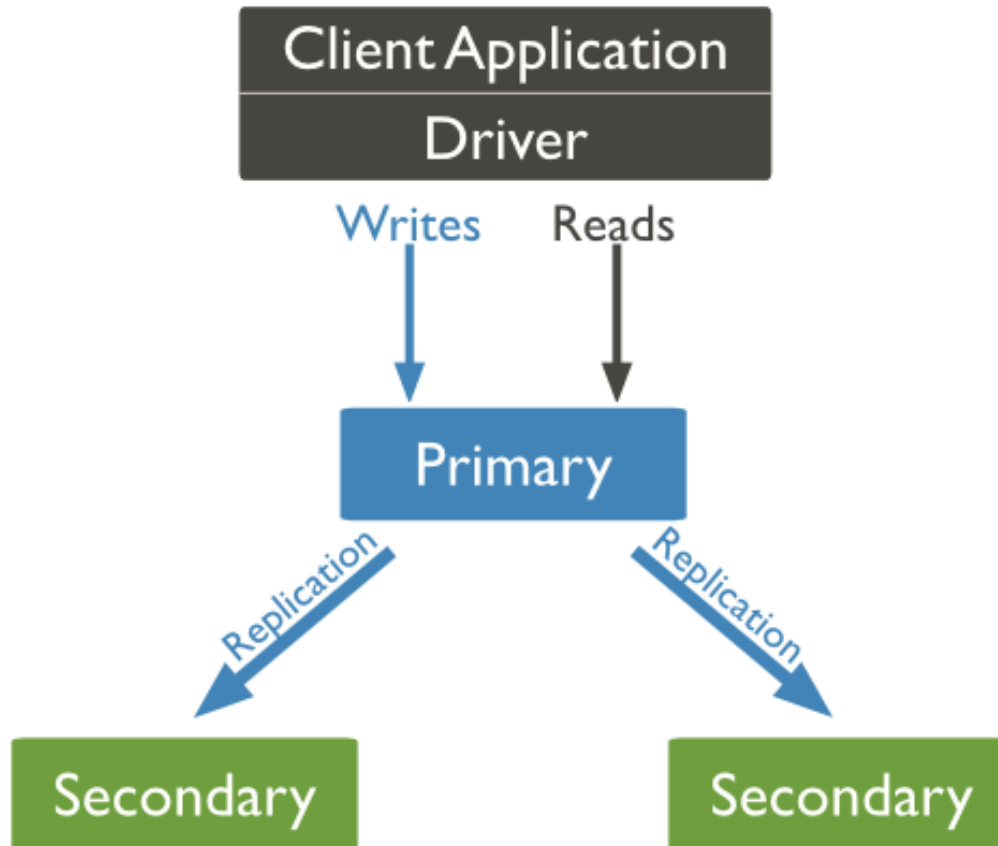 Client Application
Driver
Writes
Reads
Primary
Replication
Replication
Secondary
Secondary